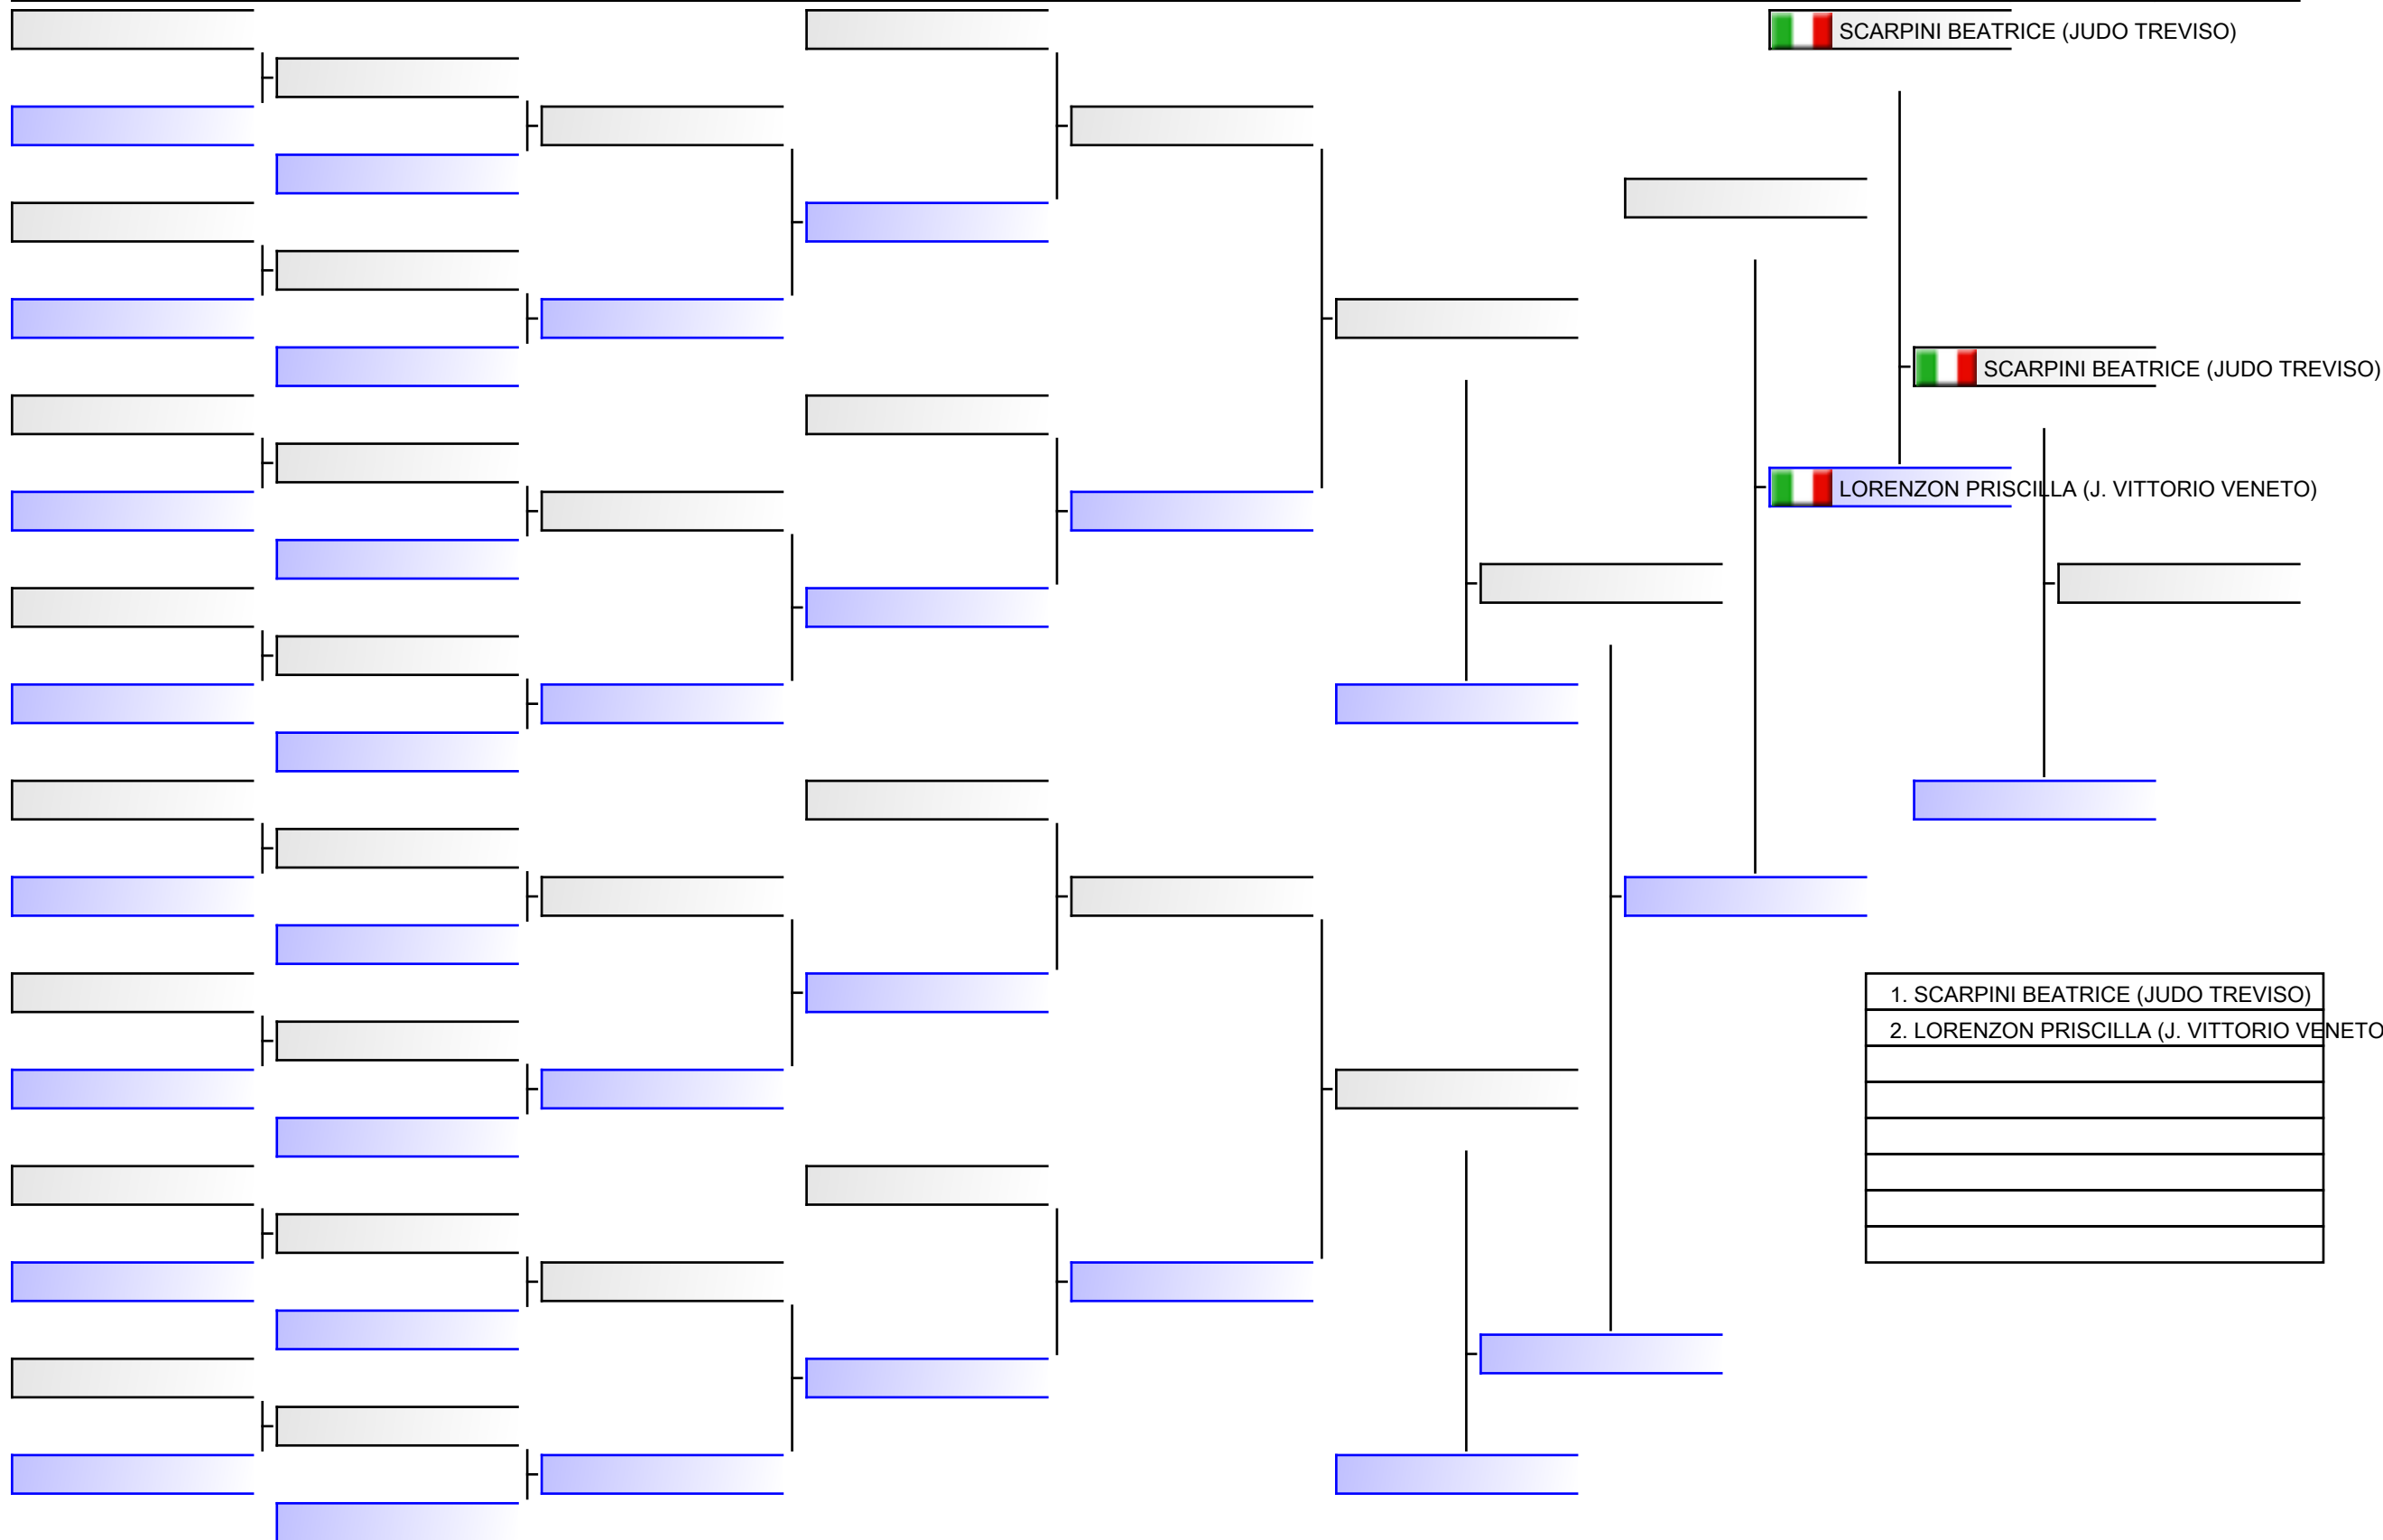 SCARPINI BEATRICE (JUDO TREVISO)
SCARPINI BEATRICE (JUDO TREVISO)
LORENZON PRISCILLA (J. VITTORIO VENETO)
1. SCARPINI BEATRICE (JUDO TREVISO)
2. LORENZON PRISCILLA (J. VITTORIO VENETO